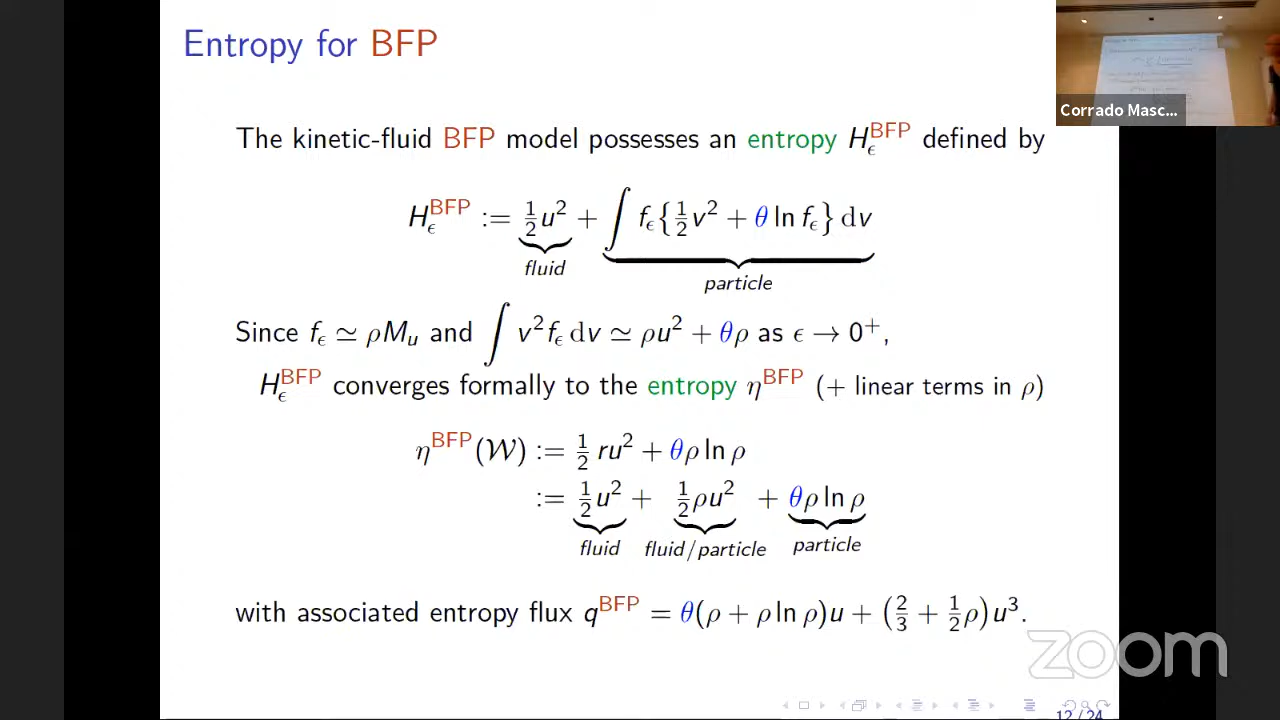 Entropy for BFP
Corrado Masc...
The kinetic-fluid BFP model possesses an entropy H_ϵ^BFP defined by
H_ϵ^BFP := ½u² + ∫ f_ϵ{½v² + θ ln f_ϵ} dv
fluid
particle
Since f_ϵ ≃ ρM_u and ∫ v²f_ϵ dv ≃ ρu² + θρ as ϵ → 0⁺,
H_ϵ^BFP converges formally to the entropy η^BFP (+ linear terms in ρ)
η^BFP(𝒲) := ½ ru² + θρ ln ρ
:= ½u² + ½ρu² + θρ ln ρ
fluid fluid/particle particle
with associated entropy flux q^BFP = θ(ρ + ρ ln ρ)u + (⅔ + ½ρ)u³.
zoom
12 / 24